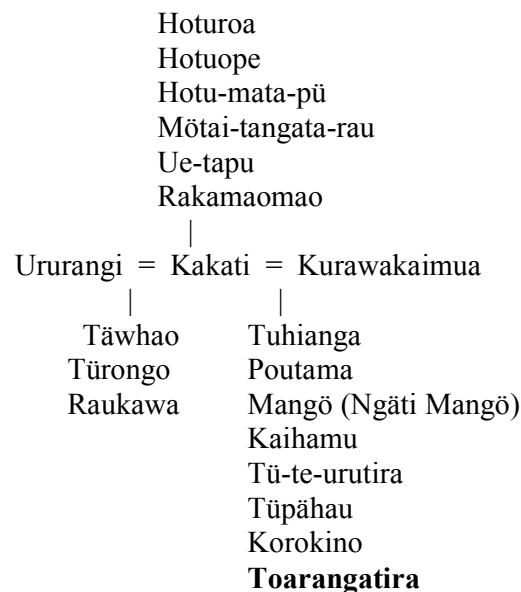 Hoturoa
Hotuope
Hotu-mata-pü
Mötai-tangata-rau
Ue-tapu
Rakamaomao
|
Ururangi = Kakati = Kurawakaimua
| |
Täwhao Tuhianga
Türongo Poutama
Raukawa Mangö (Ngäti Mangö)
Kaihamu
Tü-te-urutira
Tüpähau
Korokino
Toarangatira